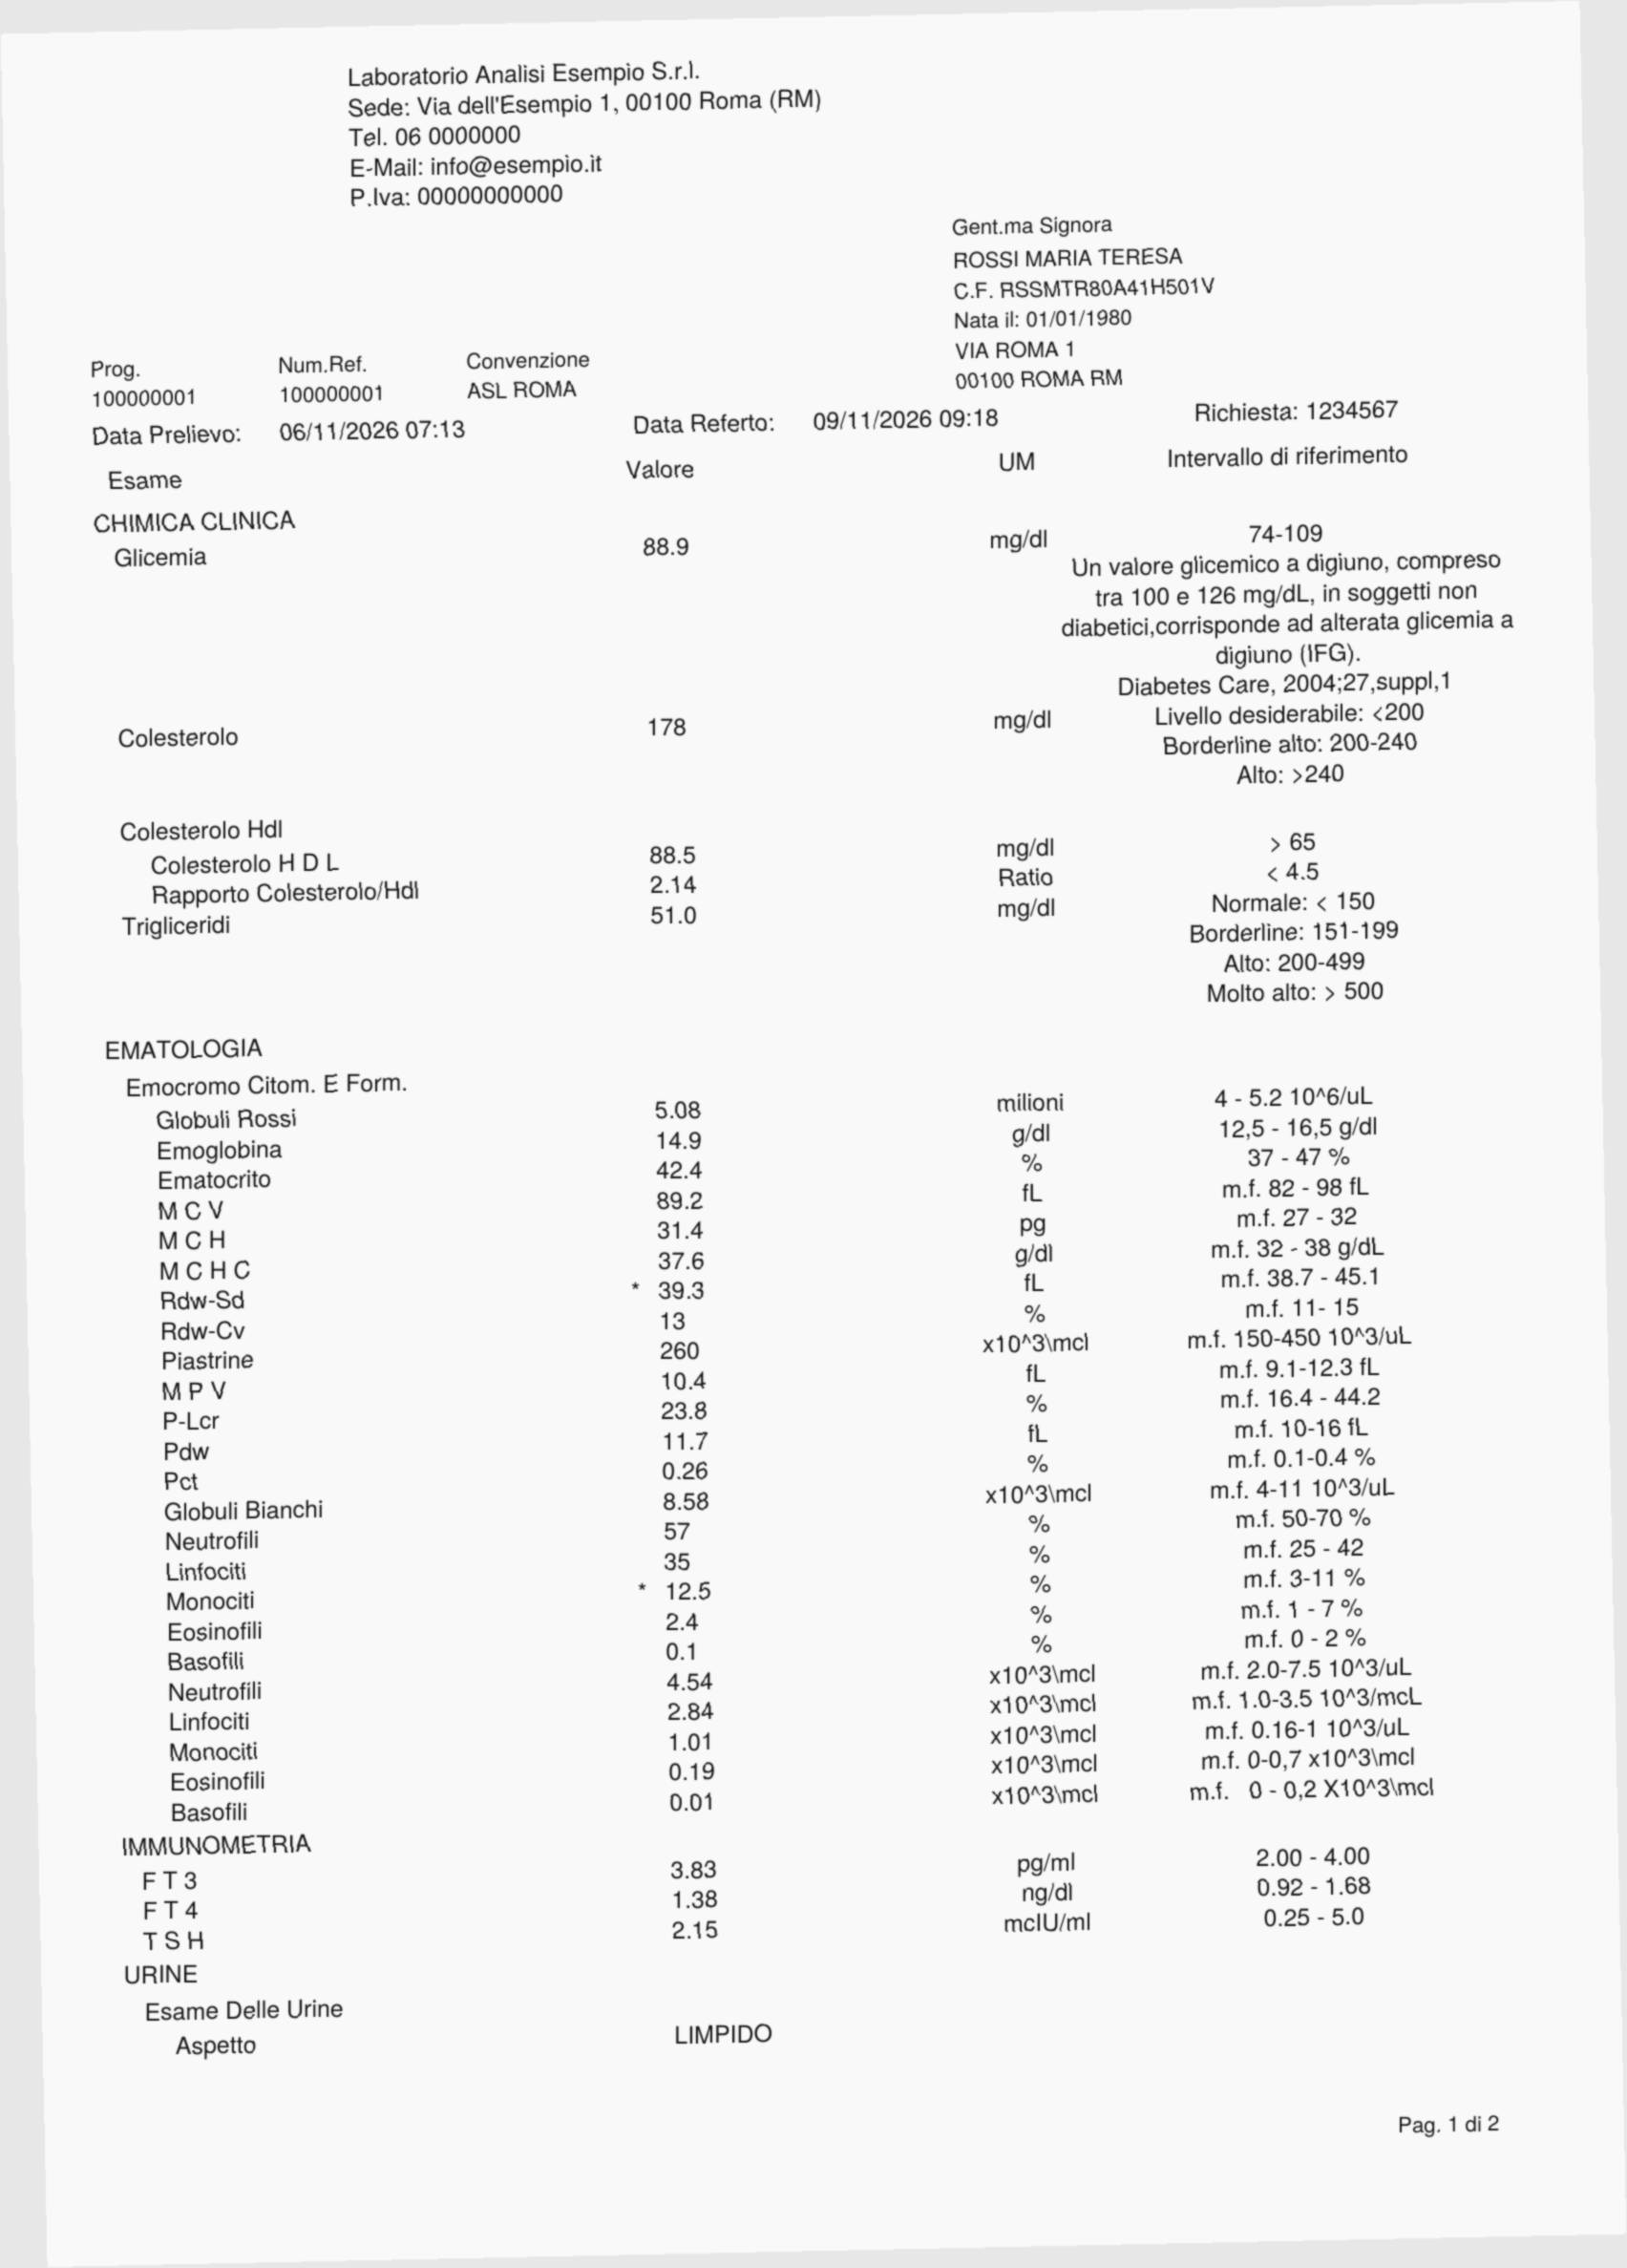 Laboratorio Analisi Esempio S.r.l.
Sede: Via dell'Esempio 1, 00100 Roma (RM)
Tel. 06 0000000
E-Mail: info@esempio.it
P.Iva: 00000000000
Gent.ma Signora
ROSSI MARIA TERESA
C.F. RSSMTR80A41H501V
Nata il: 01/01/1980
VIA ROMA 1
00100 ROMA RM
Prog. Num.Ref. Convenzione
100000001 100000001 ASL ROMA
Data Prelievo: 06/11/2026 07:13 Data Referto: 09/11/2026 09:18 Richiesta: 1234567
Esame Valore UM Intervallo di riferimento
CHIMICA CLINICA
Glicemia 88.9 mg/dl 74-109
Un valore glicemico a digiuno, compreso
tra 100 e 126 mg/dL, in soggetti non
diabetici,corrisponde ad alterata glicemia a
digiuno (IFG).
Diabetes Care, 2004;27,suppl,1
Colesterolo 178 mg/dl Livello desiderabile: <200
Borderline alto: 200-240
Alto: >240
Colesterolo Hdl
Colesterolo H D L 88.5 mg/dl > 65
Rapporto Colesterolo/Hdl 2.14 Ratio < 4.5
Trigliceridi 51.0 mg/dl Normale: < 150
Borderline: 151-199
Alto: 200-499
Molto alto: > 500
EMATOLOGIA
Emocromo Citom. E Form.
Globuli Rossi 5.08 milioni 4 - 5.2 10^6/uL
Emoglobina 14.9 g/dl 12,5 - 16,5 g/dl
Ematocrito 42.4 % 37 - 47 %
M C V 89.2 fL m.f. 82 - 98 fL
M C H 31.4 pg m.f. 27 - 32
M C H C 37.6 g/dl m.f. 32 - 38 g/dL
Rdw-Sd * 39.3 fL m.f. 38.7 - 45.1
Rdw-Cv 13 % m.f. 11- 15
Piastrine 260 x10^3\mcl m.f. 150-450 10^3/uL
M P V 10.4 fL m.f. 9.1-12.3 fL
P-Lcr 23.8 % m.f. 16.4 - 44.2
Pdw 11.7 fL m.f. 10-16 fL
Pct 0.26 % m.f. 0.1-0.4 %
Globuli Bianchi 8.58 x10^3\mcl m.f. 4-11 10^3/uL
Neutrofili 57 % m.f. 50-70 %
Linfociti 35 % m.f. 25 - 42
Monociti * 12.5 % m.f. 3-11 %
Eosinofili 2.4 % m.f. 1 - 7 %
Basofili 0.1 % m.f. 0 - 2 %
Neutrofili 4.54 x10^3\mcl m.f. 2.0-7.5 10^3/uL
Linfociti 2.84 x10^3\mcl m.f. 1.0-3.5 10^3/mcL
Monociti 1.01 x10^3\mcl m.f. 0.16-1 10^3/uL
Eosinofili 0.19 x10^3\mcl m.f. 0-0,7 x10^3\mcl
Basofili 0.01 x10^3\mcl m.f. 0 - 0,2 X10^3\mcl
IMMUNOMETRIA
F T 3 3.83 pg/ml 2.00 - 4.00
F T 4 1.38 ng/dl 0.92 - 1.68
T S H 2.15 mcIU/ml 0.25 - 5.0
URINE
Esame Delle Urine
Aspetto LIMPIDO
Pag. 1 di 2